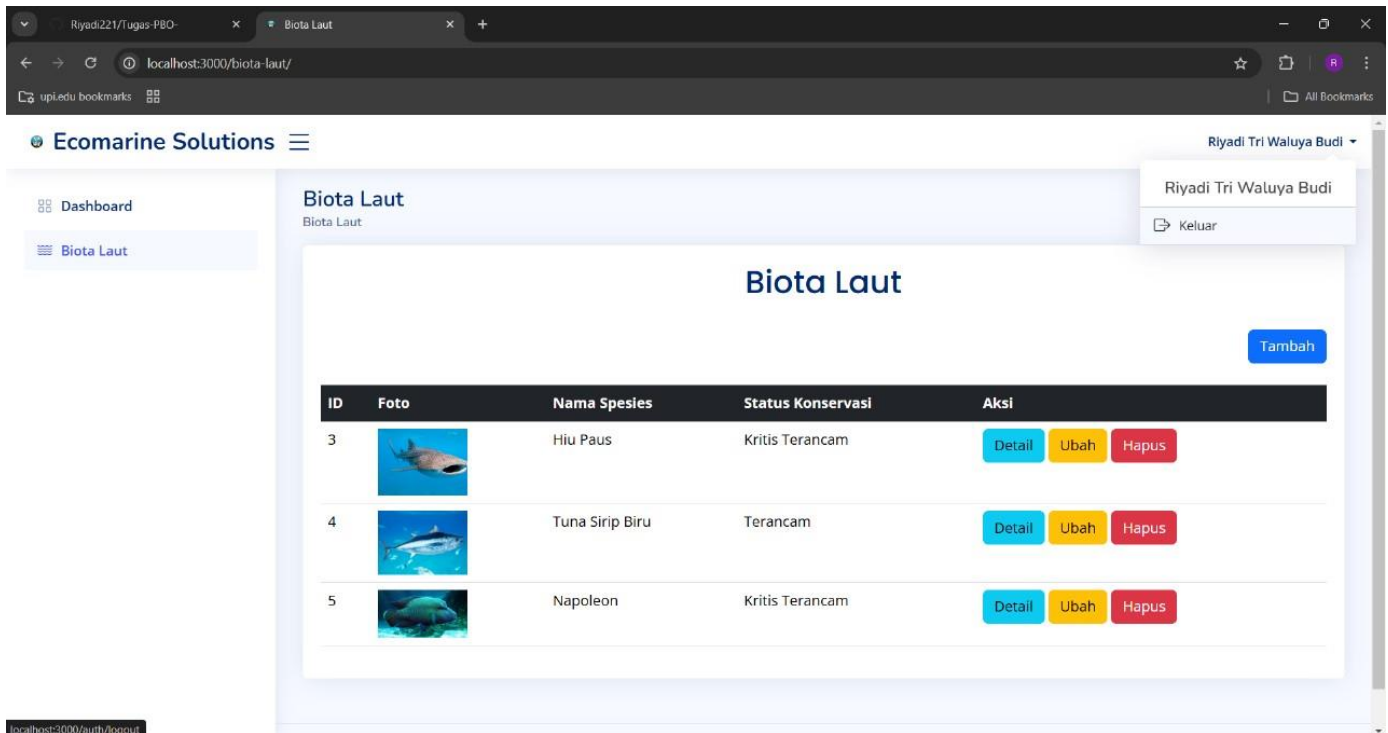 Riyadi221/Tugas-PBO-
Biota Laut
localhost:3000/biota-laut/
R
upi.edu bookmarks
All Bookmarks
Ecomarine Solutions
Riyadi Tri Waluya Budi
Riyadi Tri Waluya Budi
Keluar
Dashboard
Biota Laut
Biota Laut
Biota Laut
Biota Laut
Tambah
ID Foto Nama Spesies Status Konservasi Aksi
3 Hiu Paus Kritis Terancam Detail Ubah Hapus
4 Tuna Sirip Biru Terancam Detail Ubah Hapus
5 Napoleon Kritis Terancam Detail Ubah Hapus
localhost:3000/auth/logout